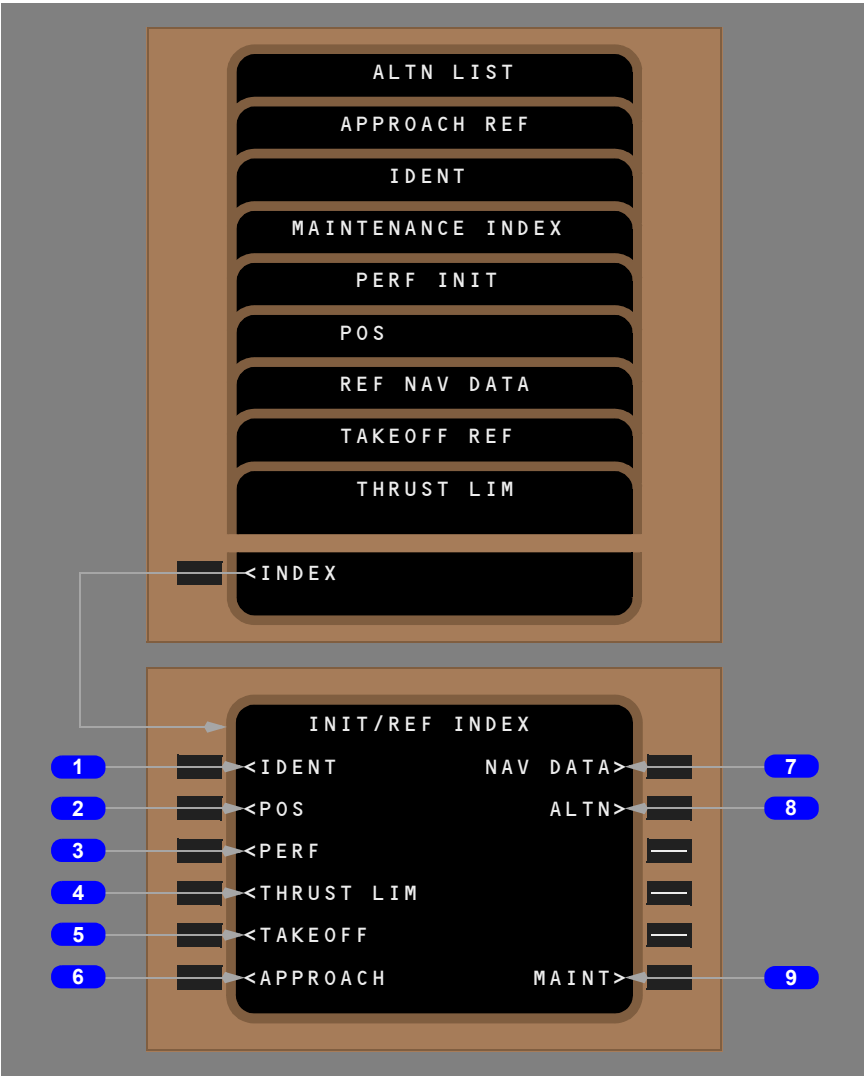 ALTN LIST
APPROACH REF
IDENT
MAINTENANCE INDEX
PERF INIT
POS
REF NAV DATA
TAKEOFF REF
THRUST LIM
<INDEX
INIT/REF INDEX
1 <IDENT NAV DATA> 7
2 <POS ALTN> 8
3 <PERF
4 <THRUST LIM
5 <TAKEOFF
6 <APPROACH MAINT> 9